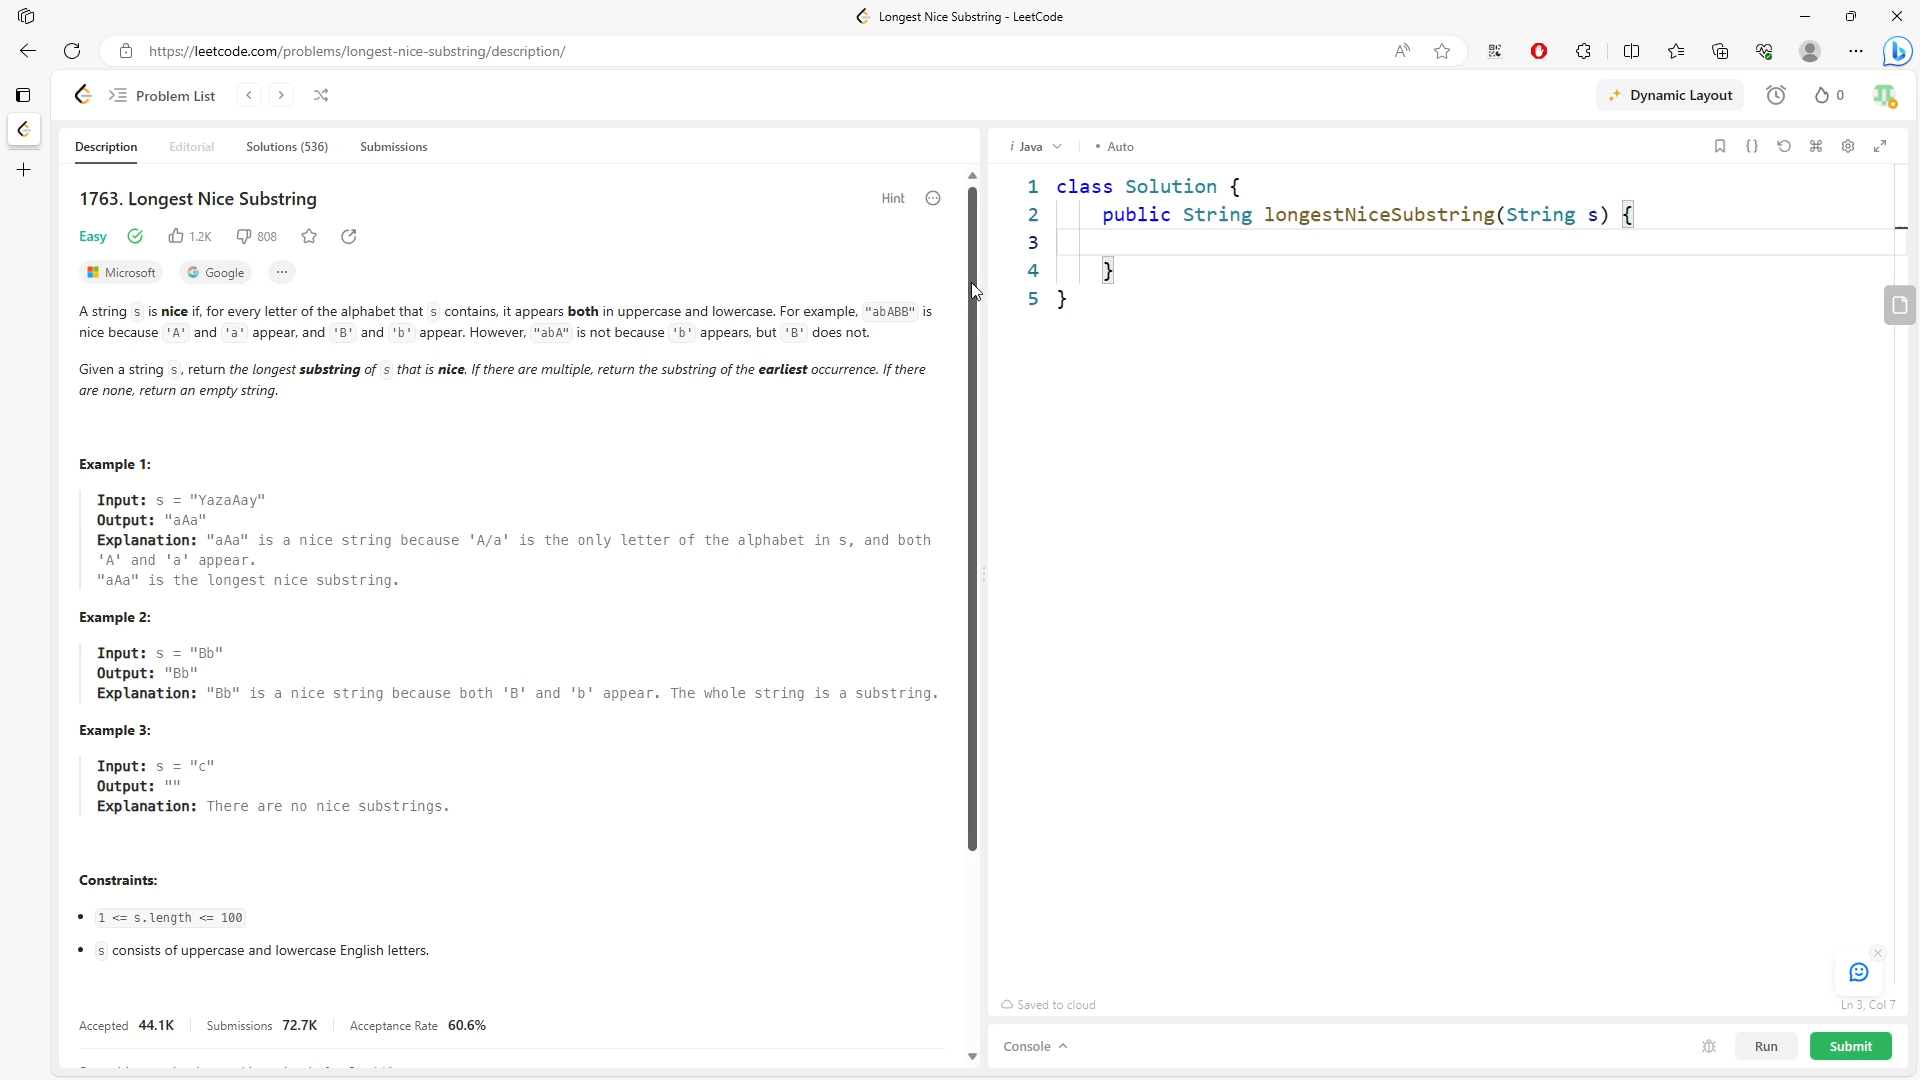 Longest Nice Substring - LeetCode
https://leetcode.com/problems/longest-nice-substring/description/
Problem List
Dynamic Layout
0
Description Editorial Solutions (536) Submissions
1763. Longest Nice Substring
Hint
Easy 1.2K 808
Microsoft Google ...
A string s is nice if, for every letter of the alphabet that s contains, it appears both in uppercase and lowercase. For example, "abABB" is
nice because 'A' and 'a' appear, and 'B' and 'b' appear. However, "abA" is not because 'b' appears, but 'B' does not.
Given a string s, return the longest substring of s that is nice. If there are multiple, return the substring of the earliest occurrence. If there
are none, return an empty string.
Example 1:
Input: s = "YazaAay"
Output: "aAa"
Explanation: "aAa" is a nice string because 'A/a' is the only letter of the alphabet in s, and both
'A' and 'a' appear.
"aAa" is the longest nice substring.
Example 2:
Input: s = "Bb"
Output: "Bb"
Explanation: "Bb" is a nice string because both 'B' and 'b' appear. The whole string is a substring.
Example 3:
Input: s = "c"
Output: ""
Explanation: There are no nice substrings.
Constraints:
• 1 <= s.length <= 100
• s consists of uppercase and lowercase English letters.
Accepted 44.1K Submissions 72.7K Acceptance Rate 60.6%
i Java • Auto
1 class Solution {
2 public String longestNiceSubstring(String s) {
3
4 }
5 }
Saved to cloud
Ln 3, Col 7
Console
Run
Submit